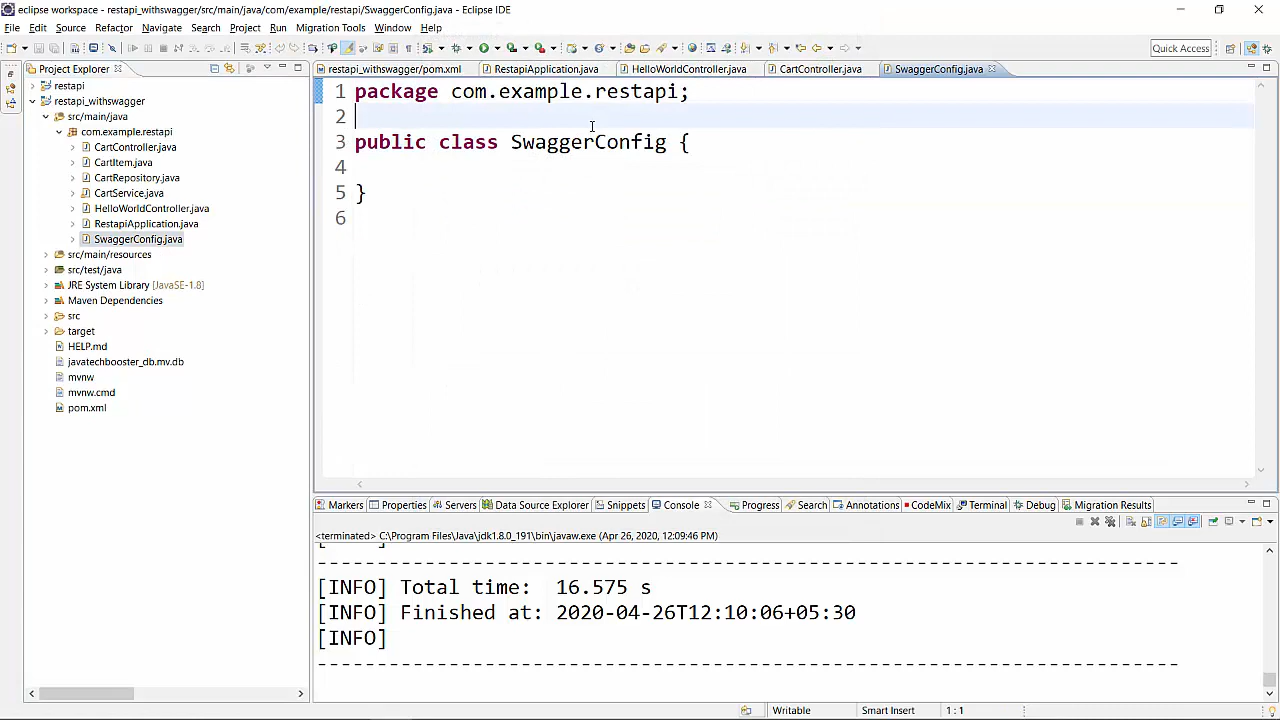 eclipse workspace - restapi_withswagger/src/main/java/com/example/restapi/SwaggerConfig.java - Eclipse IDE
File Edit Source Refactor Navigate Search Project Run Migration Tools Window Help
Quick Access
Project Explorer
restapi
restapi_withswagger
src/main/java
com.example.restapi
CartController.java
CartItem.java
CartRepository.java
CartService.java
HelloWorldController.java
RestapiApplication.java
SwaggerConfig.java
src/main/resources
src/test/java
JRE System Library [JavaSE-1.8]
Maven Dependencies
src
target
HELP.md
javatechbooster_db.mv.db
mvnw
mvnw.cmd
pom.xml
restapi_withswagger/pom.xml RestapiApplication.java HelloWorldController.java CartController.java SwaggerConfig.java
1 package com.example.restapi;
2
3 public class SwaggerConfig {
4
5 }
6
Markers Properties Servers Data Source Explorer Snippets Console Progress Search Annotations CodeMix Terminal Debug Migration Results
<terminated> C:\Program Files\Java\jdk1.8.0_191\bin\javaw.exe (Apr 26, 2020, 12:09:46 PM)
------------------------------------------------------------------------
[INFO] Total time:  16.575 s
[INFO] Finished at: 2020-04-26T12:10:06+05:30
[INFO]
------------------------------------------------------------------------
Writable Smart Insert 1 : 1